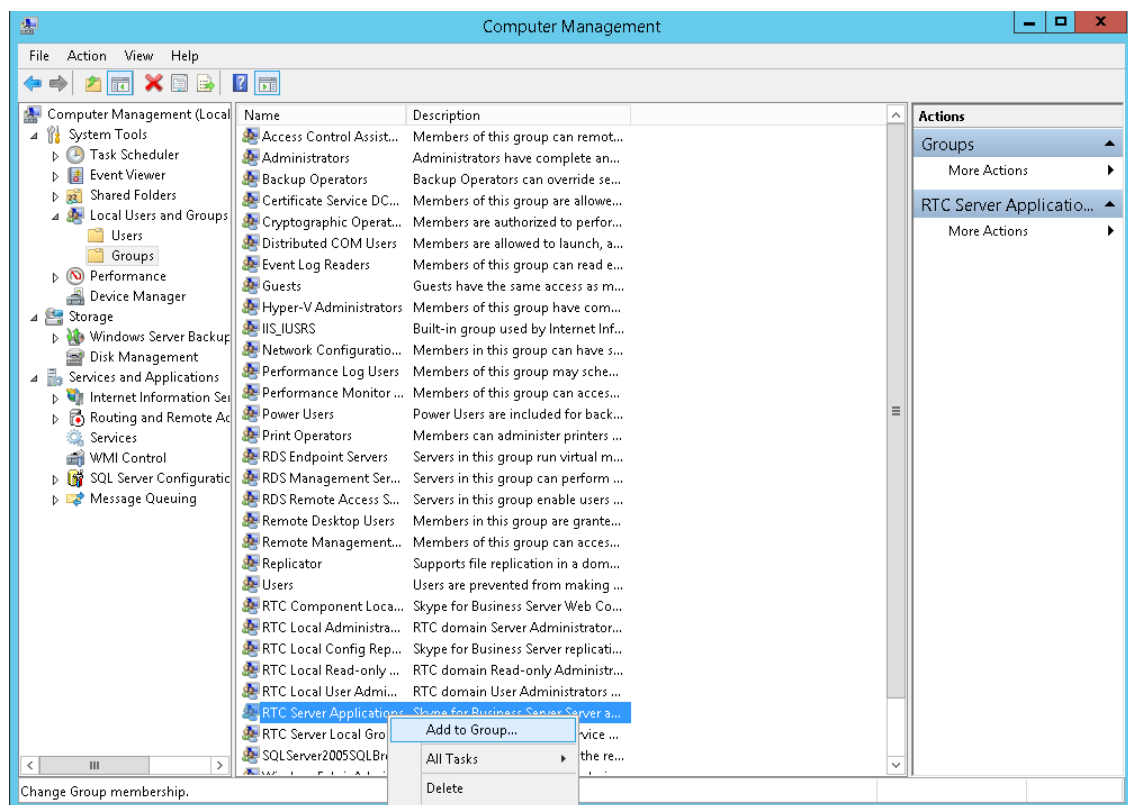 Computer Management
File Action View Help
Computer Management (Local
System Tools
Task Scheduler
Event Viewer
Shared Folders
Local Users and Groups
Users
Groups
Performance
Device Manager
Storage
Windows Server Backup
Disk Management
Services and Applications
Internet Information Ser
Routing and Remote Ac
Services
WMI Control
SQL Server Configuratic
Message Queuing
Name Description
Access Control Assist... Members of this group can remot...
Administrators Administrators have complete an...
Backup Operators Backup Operators can override se...
Certificate Service DC... Members of this group are allowe...
Cryptographic Operat... Members are authorized to perfor...
Distributed COM Users Members are allowed to launch, a...
Event Log Readers Members of this group can read e...
Guests Guests have the same access as m...
Hyper-V Administrators Members of this group have com...
IIS_IUSRS Built-in group used by Internet Inf...
Network Configuratio... Members in this group can have s...
Performance Log Users Members of this group may sche...
Performance Monitor ... Members of this group can acces...
Power Users Power Users are included for back...
Print Operators Members can administer printers ...
RDS Endpoint Servers Servers in this group run virtual m...
RDS Management Ser... Servers in this group can perform ...
RDS Remote Access S... Servers in this group enable users ...
Remote Desktop Users Members in this group are grante...
Remote Management... Members of this group can acces...
Replicator Supports file replication in a dom...
Users Users are prevented from making ...
RTC Component Loca... Skype for Business Server Web Co...
RTC Local Administra... RTC domain Server Administrator...
RTC Local Config Rep... Skype for Business Server replicati...
RTC Local Read-only ... RTC domain Read-only Administr...
RTC Local User Admi... RTC domain User Administrators ...
RTC Server Applications Skype for Business Server Server a...
RTC Server Local Gro vice ...
SQLServer2005SQLBr the re...
Add to Group...
All Tasks
Delete
Actions
Groups
More Actions
RTC Server Applicatio...
More Actions
Change Group membership.